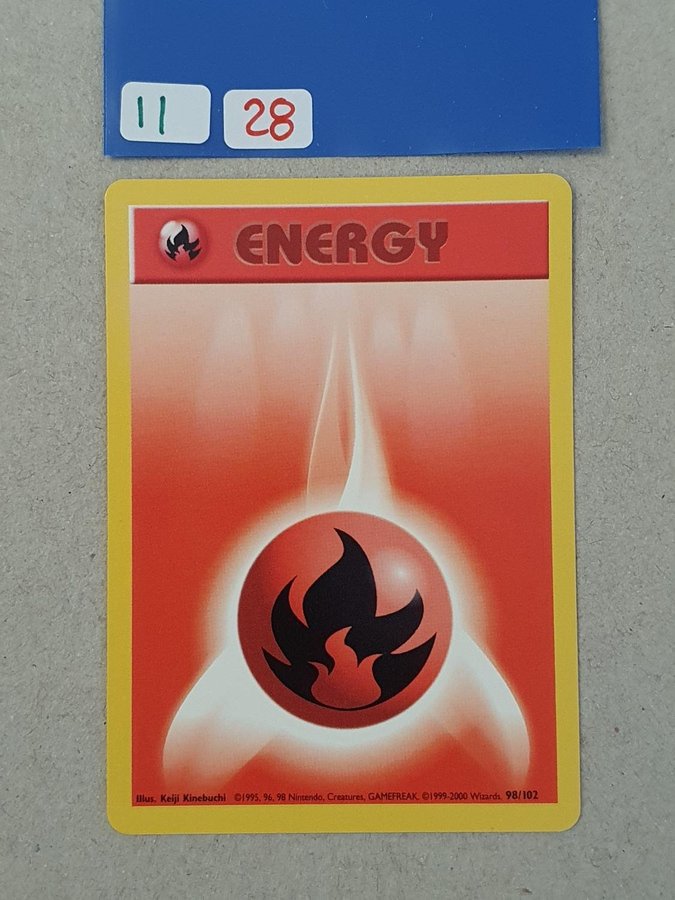 11 28
ENERGY
Illus. Keiji Kinebuchi ©1995, 96, 98 Nintendo, Creatures, GAMEFREAK. ©1999-2000 Wizards. 98/102